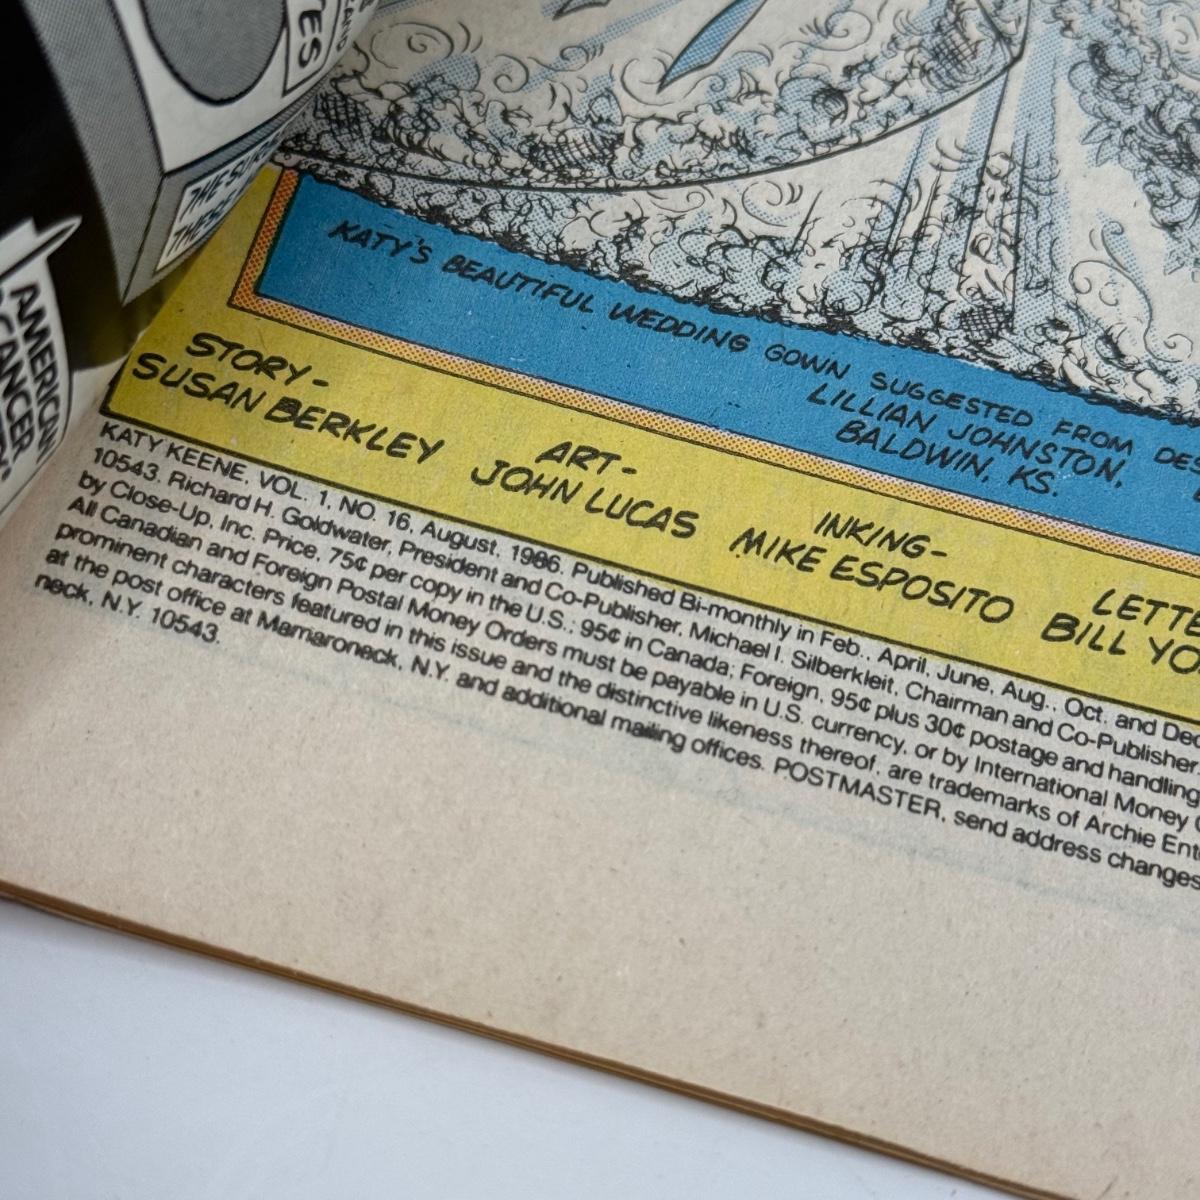 AMERICAN
CANCER
THE SUR
KATY'S BEAUTIFUL WEDDING GOWN SUGGESTED FROM DES
LILLIAN JOHNSTON,
BALDWIN, KS.
STORY-
SUSAN BERKLEY
ART-
JOHN LUCAS
INKING-
MIKE ESPOSITO
LETTE
BILL YO
KATY KEENE, VOL. 1, NO. 16, August, 1986. Published Bi-monthly in Feb., April, June, Aug., Oct. and Dec
10543. Richard H. Goldwater, President and Co-Publisher, Michael I. Silberkleit, Chairman and Co-Publisher.
by Close-Up, Inc. Price, 75¢ per copy in the U.S.; 95¢ in Canada; Foreign, 95¢ plus 30¢ postage and handling
All Canadian and Foreign Postal Money Orders must be payable in U.S. currency, or by International Money O
prominent characters featured in this issue and the distinctive likeness thereof, are trademarks of Archie Ent
at the post office at Mamaroneck, N.Y. and additional mailing offices. POSTMASTER, send address changes
neck, N.Y. 10543.